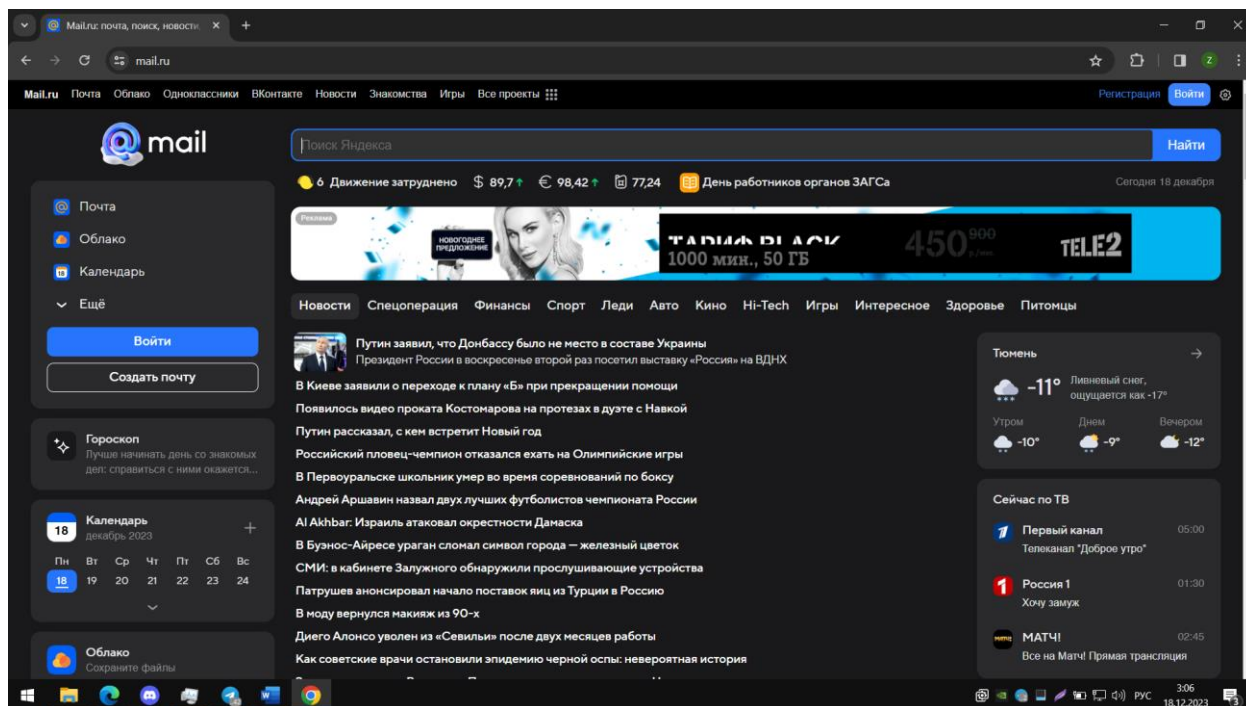 Mail.ru: почта, поиск, новости,
mail.ru
Z
Mail.ru Почта Облако Одноклассники ВКонтакте Новости Знакомства Игры Все проекты Регистрация Войти
mail
Поиск Яндекса Найти
6 Движение затруднено $ 89,7 ↑ € 98,42 ↑ 77,24 День работников органов ЗАГСа Сегодня 18 декабря
Почта
Облако
18 Календарь
Ещё
Войти
Создать почту
Реклама
НОВОГОДНЕЕ
ПРЕДЛОЖЕНИЕ
ТАРИФ BLACK
1000 мин., 50 ГБ
450 900
р./мес.
TELE2
Новости Спецоперация Финансы Спорт Леди Авто Кино Hi-Tech Игры Интересное Здоровье Питомцы
Путин заявил, что Донбассу было не место в составе Украины
Президент России в воскресенье второй раз посетил выставку «Россия» на ВДНХ
В Киеве заявили о переходе к плану «Б» при прекращении помощи
Появилось видео проката Костомарова на протезах в дуэте с Навкой
Путин рассказал, с кем встретит Новый год
Российский пловец-чемпион отказался ехать на Олимпийские игры
В Первоуральске школьник умер во время соревнований по боксу
Андрей Аршавин назвал двух лучших футболистов чемпионата России
Al Akhbar: Израиль атаковал окрестности Дамаска
В Буэнос-Айресе ураган сломал символ города — железный цветок
СМИ: в кабинете Залужного обнаружили прослушивающие устройства
Патрушев анонсировал начало поставок яиц из Турции в Россию
В моду вернулся макияж из 90-х
Диего Алонсо уволен из «Севильи» после двух месяцев работы
Как советские врачи остановили эпидемию черной оспы: невероятная история
Гороскоп
Лучше начинать день со знакомых
дел: справиться с ними окажется...
18 Календарь
декабрь 2023
Пн Вт Ср Чт Пт Сб Вс
18 19 20 21 22 23 24
Облако
Сохраните файлы
Тюмень
-11° Ливневый снег,
ощущается как -17°
Утром Днем Вечером
-10° -9° -12°
Сейчас по ТВ
Первый канал 05:00
Телеканал "Доброе утро"
Россия 1 01:30
Хочу замуж
МАТЧ! 02:45
Все на Матч! Прямая трансляция
РУС
3:06
18.12.2023
3